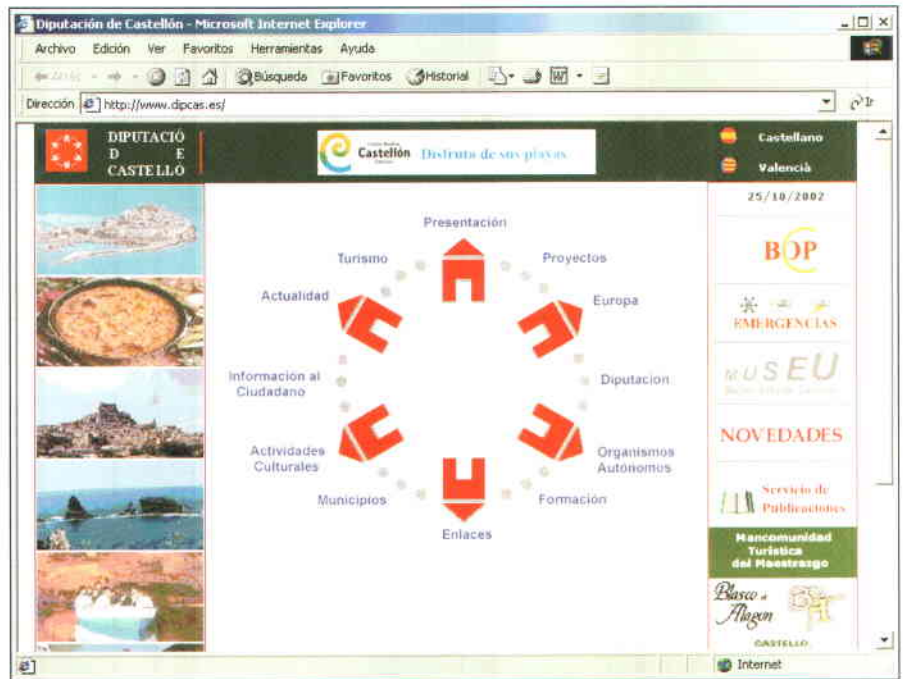 Diputación de Castellón - Microsoft Internet Explorer
Archivo Edición Ver Favoritos Herramientas Ayuda
Atrás Búsqueda Favoritos Historial
Dirección http://www.dipcas.es/ Ir
DIPUTACIÓ
D E
CASTELLÓ
Castellón Disfruta de sus playas
Castellano
Valencià
25/10/2002
BOP
EMERGENCIAS
MUSEU
NOVEDADES
Servicio de
Publicaciones
Mancomunidad
Turística
del Maestrazgo
Blasco de
Alagon
CASTELLO
Presentación
Turismo
Proyectos
Actualidad
Europa
Información al
Ciudadano
Diputacion
Actividades
Culturales
Organismos
Autónomos
Municipios
Formación
Enlaces
Internet